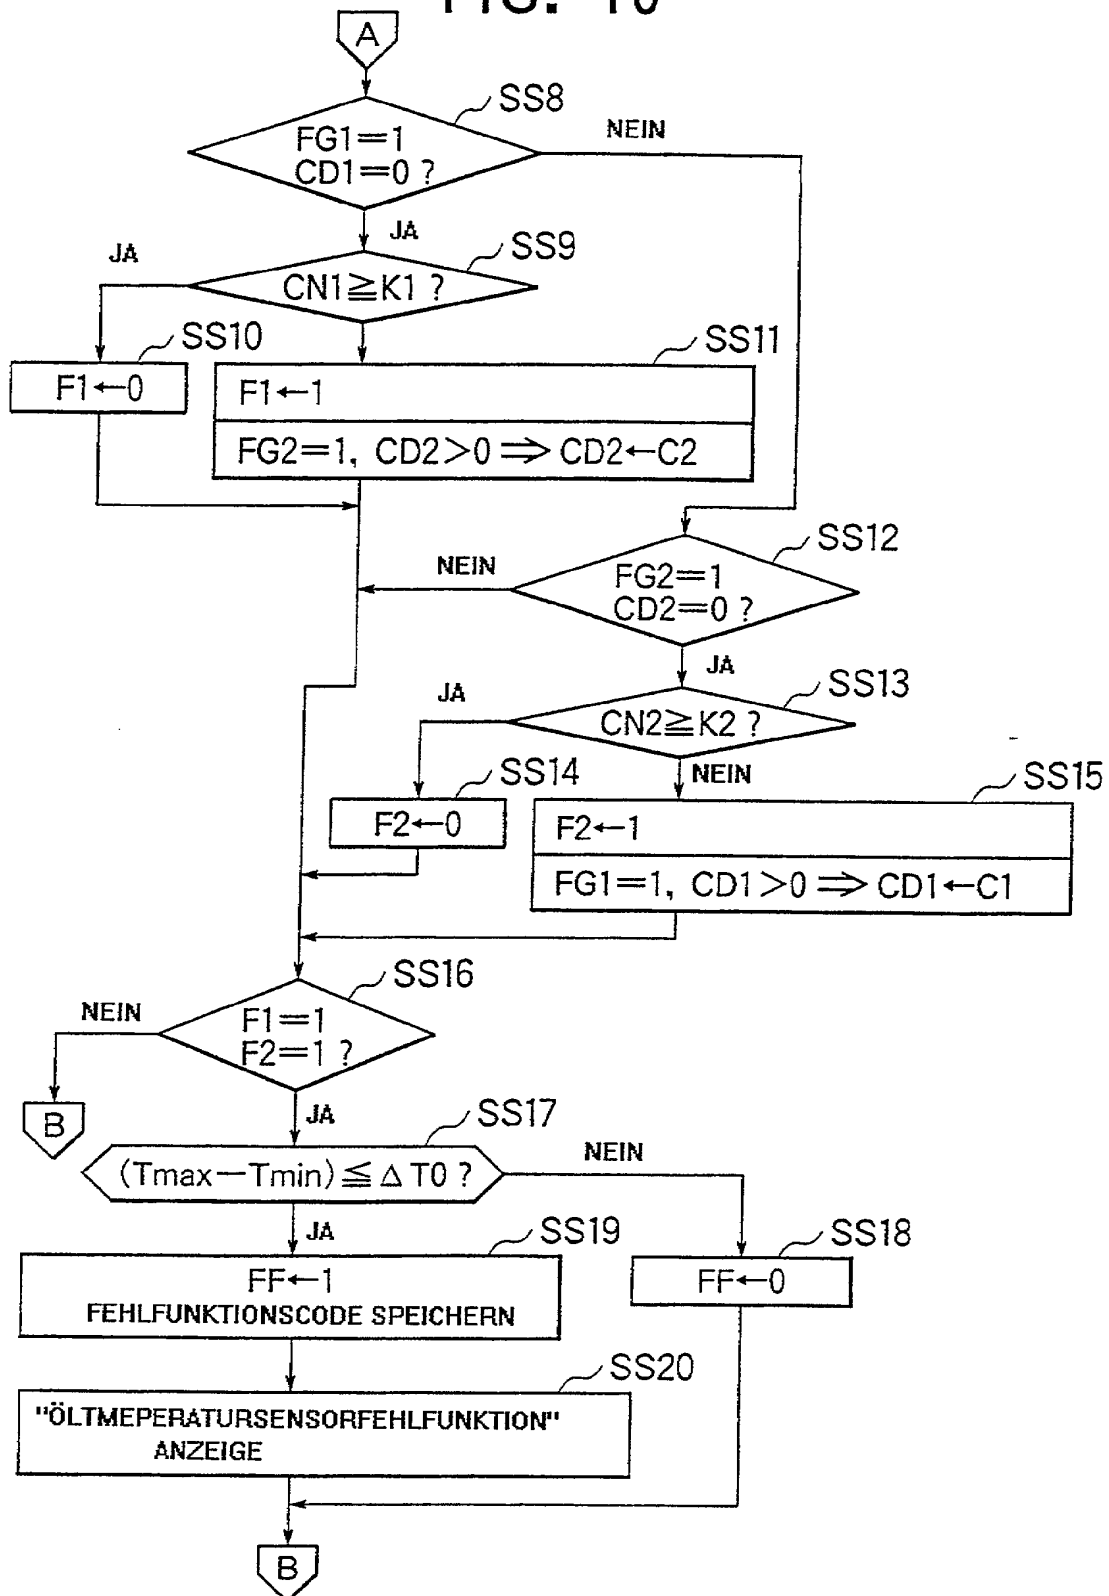 FIG. 10
A
SS8
FG1=1
CD1=0 ?
NEIN
JA
SS9
CN1≧K1 ?
JA
SS10
F1←0
SS11
F1←1
FG2=1, CD2>0 ⇒ CD2←C2
SS12
FG2=1
CD2=0 ?
NEIN
JA
SS13
CN2≧K2 ?
JA
NEIN
SS14
F2←0
SS15
F2←1
FG1=1, CD1>0 ⇒ CD1←C1
SS16
F1=1
F2=1 ?
NEIN
B
JA
SS17
(Tmax−Tmin)≦ΔT0 ?
NEIN
JA
SS19
FF←1
FEHLFUNKTIONSCODE SPEICHERN
SS18
FF←0
SS20
"ÖLTMEPERATURSENSORFEHLFUNKTION"
ANZEIGE
B